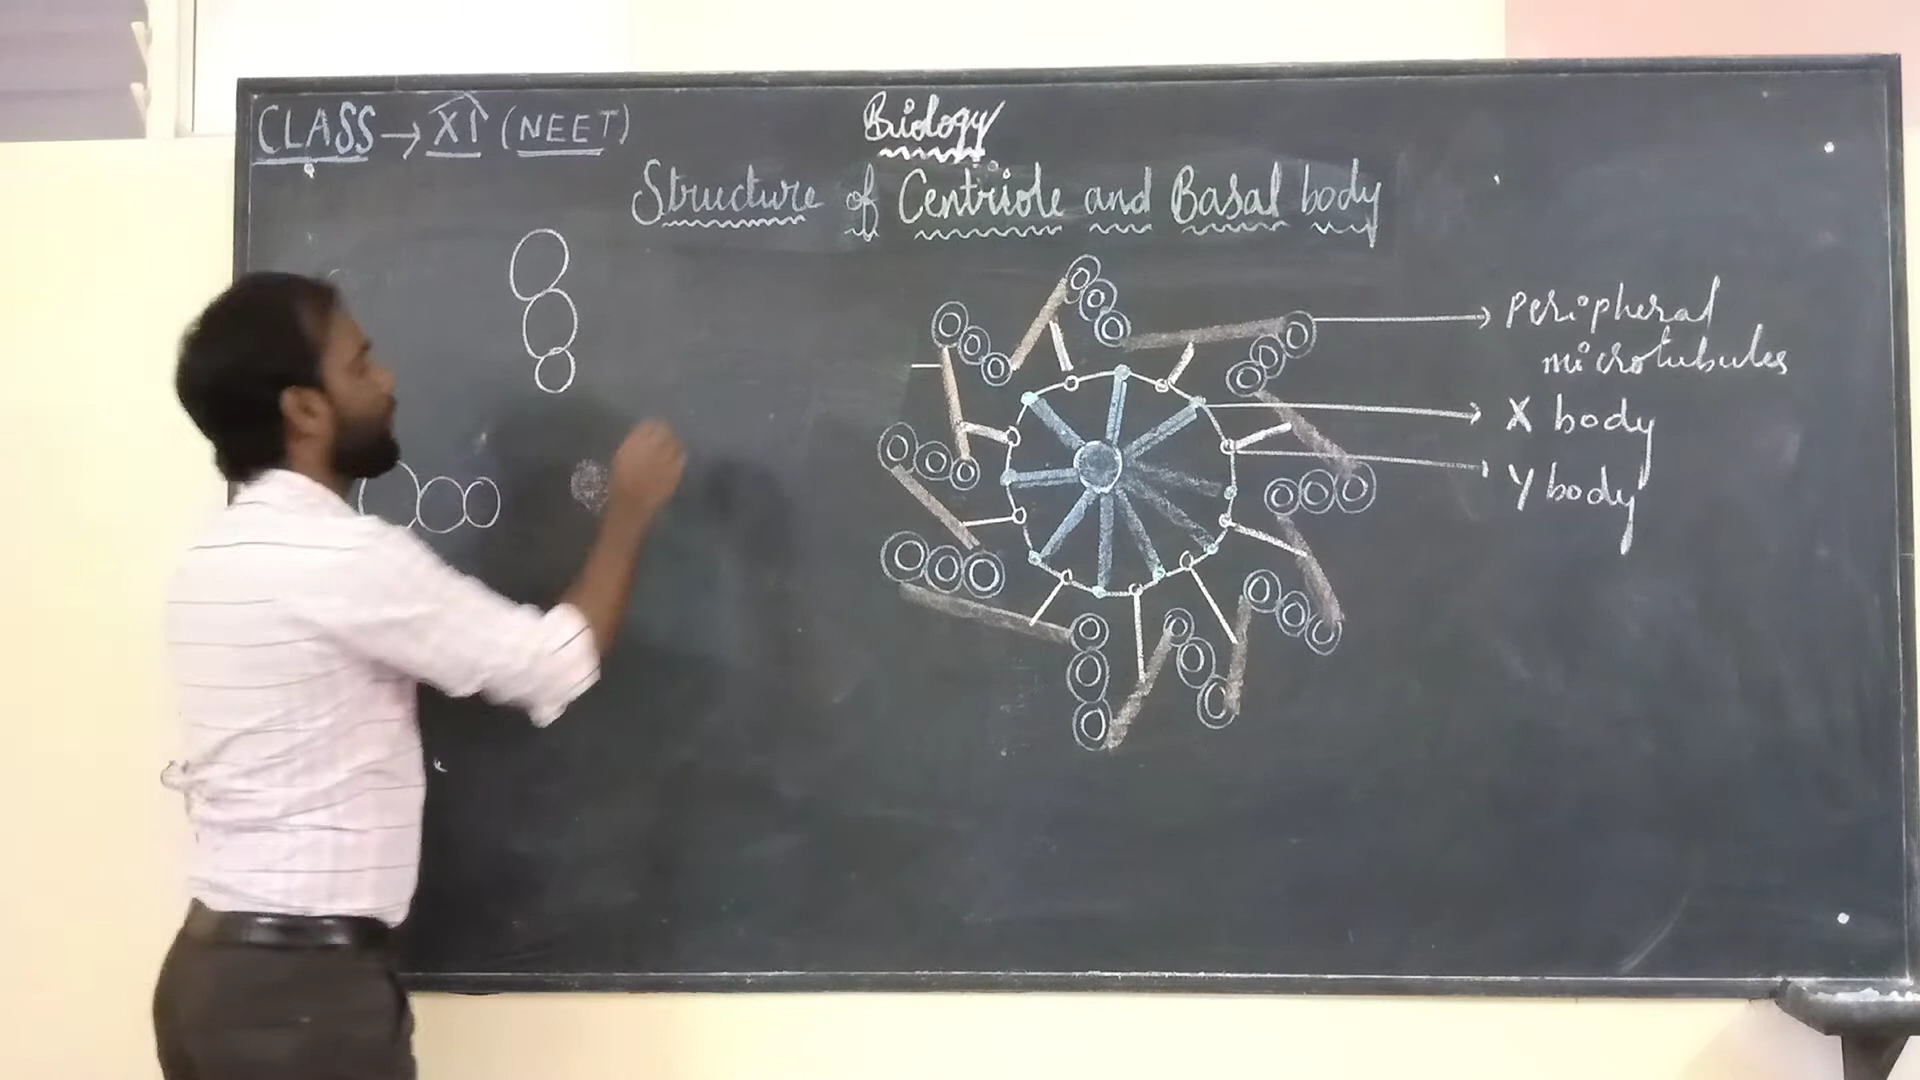 CLASS → XI (NEET)
Biology
Structure of Centriole and Basal body
Peripheral
microtubules
X body
Y body